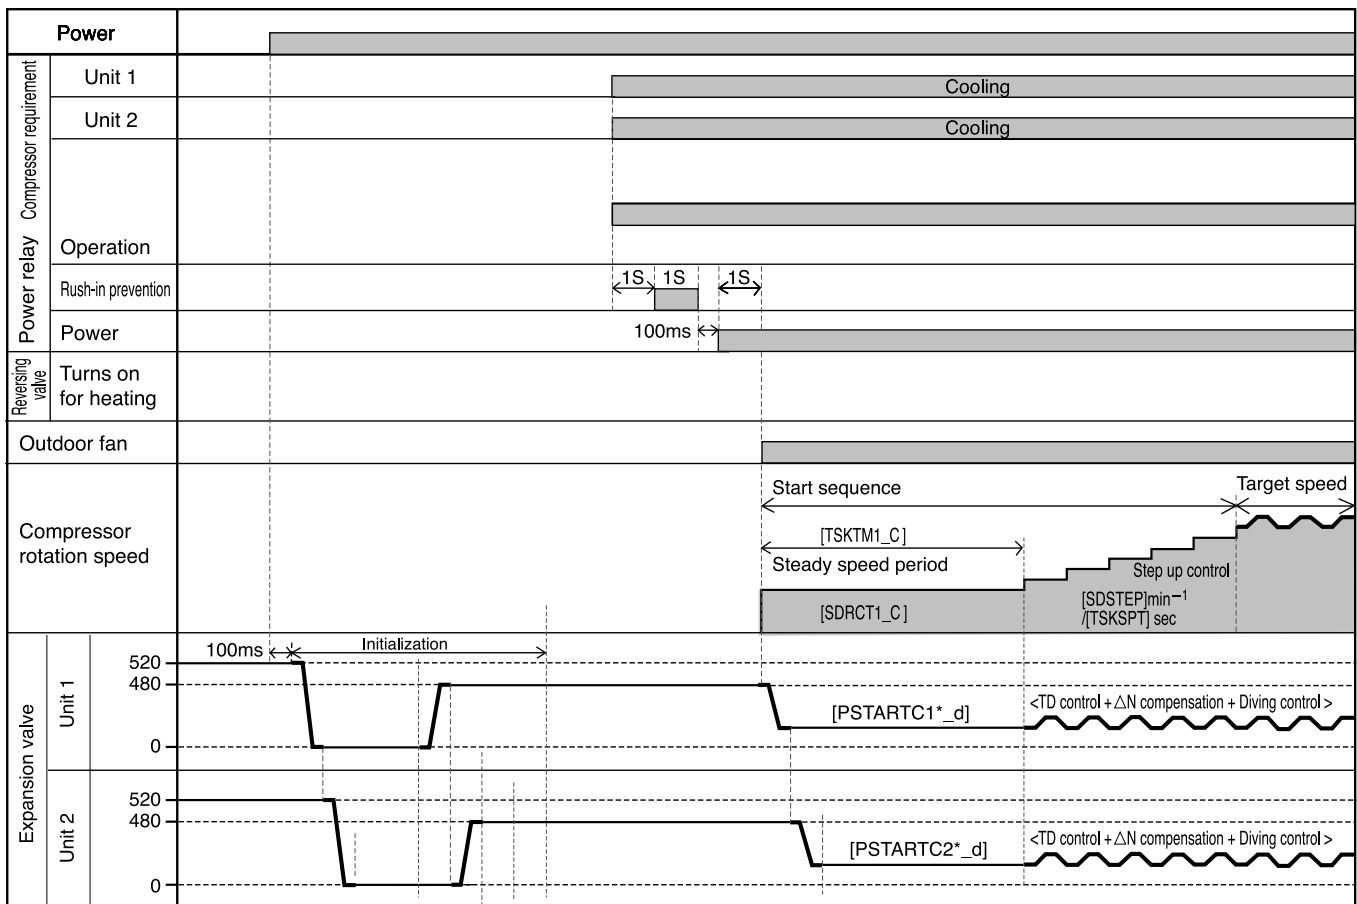 Power
Compressor requirement
Unit 1
Cooling
Unit 2
Cooling
Power relay
Operation
Rush-in prevention
1S 1S 1S
Power
100ms
Reversing
valve
Turns on
for heating
Outdoor fan
Compressor
rotation speed
Start sequence
Target speed
[TSKTM1_C]
Steady speed period
Step up control
[SDRCT1_C]
[SDSTEP]min−1
/[TSKSPT] sec
Expansion valve
Unit 1
100ms
Initialization
520
480
0
[PSTARTC1*_d]
<TD control + △N compensation + Diving control >
Unit 2
520
480
0
[PSTARTC2*_d]
<TD control + △N compensation + Diving control >